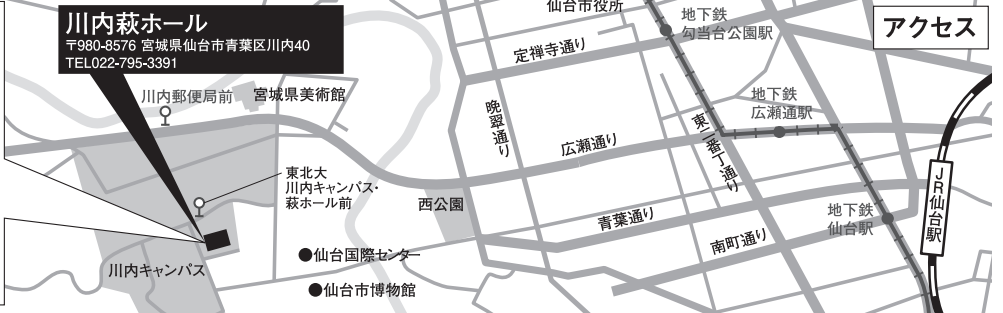 川内萩ホール
〒980-8576 宮城県仙台市青葉区川内40
TEL022-795-3391
アクセス
仙台市役所
地下鉄
勾当台公園駅
定禅寺通り
川内郵便局前
宮城県美術館
晩翠通り
広瀬通り
東二番丁通り
地下鉄
広瀬通駅
東北大
川内キャンパス・
萩ホール前
西公園
青葉通り
南町通り
地下鉄
仙台駅
JR仙台駅
川内キャンパス
●仙台国際センター
●仙台市博物館